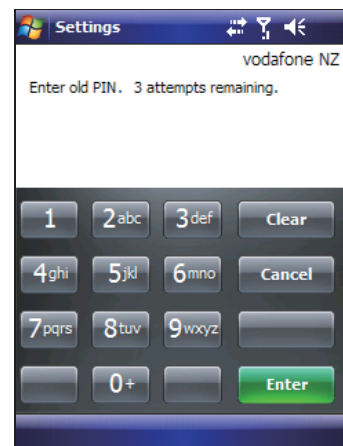 Settings
vodafone NZ
Enter old PIN. 3 attempts remaining.
1 2abc 3def Clear
4ghi 5jkl 6mno Cancel
7pqrs 8tuv 9wxyz
0+ Enter